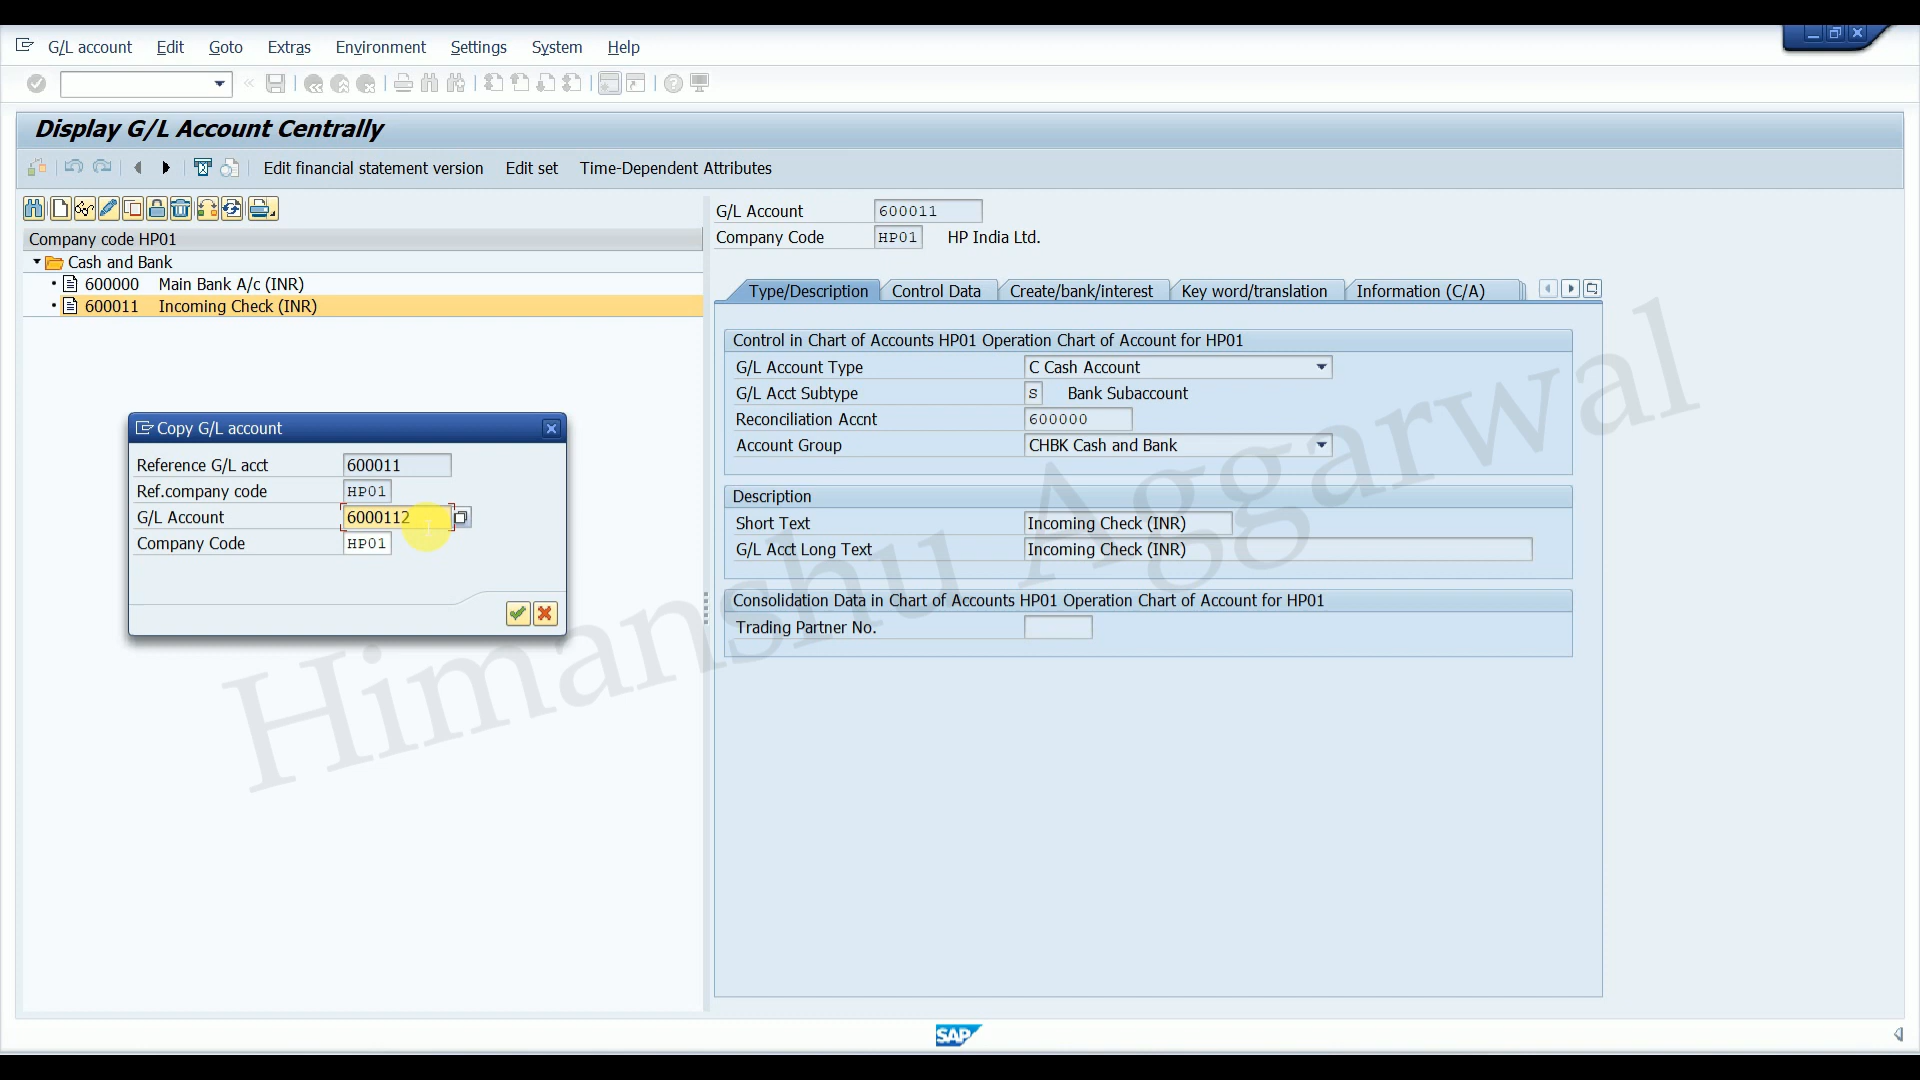 G/L account Edit Goto Extras Environment Settings System Help
Display G/L Account Centrally
Edit financial statement version Edit set Time-Dependent Attributes
Company code HP01
Cash and Bank
600000 Main Bank A/c (INR)
600011 Incoming Check (INR)
Copy G/L account
Reference G/L acct 600011
Ref.company code HP01
G/L Account 6000112
Company Code HP01
G/L Account 600011
Company Code HP01 HP India Ltd.
Type/Description Control Data Create/bank/interest Key word/translation Information (C/A)
Control in Chart of Accounts HP01 Operation Chart of Account for HP01
G/L Account Type C Cash Account
G/L Acct Subtype S Bank Subaccount
Reconciliation Accnt 600000
Account Group CHBK Cash and Bank
Description
Short Text Incoming Check (INR)
G/L Acct Long Text Incoming Check (INR)
Consolidation Data in Chart of Accounts HP01 Operation Chart of Account for HP01
Trading Partner No.
Himanshu Aggarwal
SAP